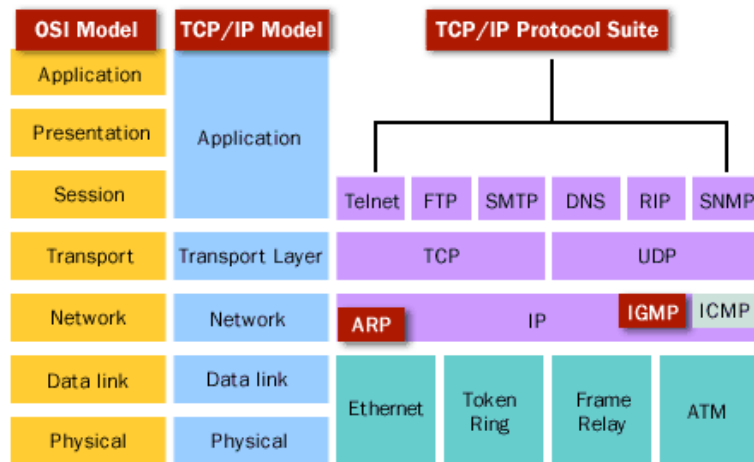 OSI Model
TCP/IP Model
TCP/IP Protocol Suite
Application
Presentation
Application
Session
Telnet
FTP
SMTP
DNS
RIP
SNMP
Transport
Transport Layer
TCP
UDP
Network
Network
ARP
IP
IGMP
ICMP
Data link
Data link
Ethernet
Token
Ring
Frame
Relay
ATM
Physical
Physical